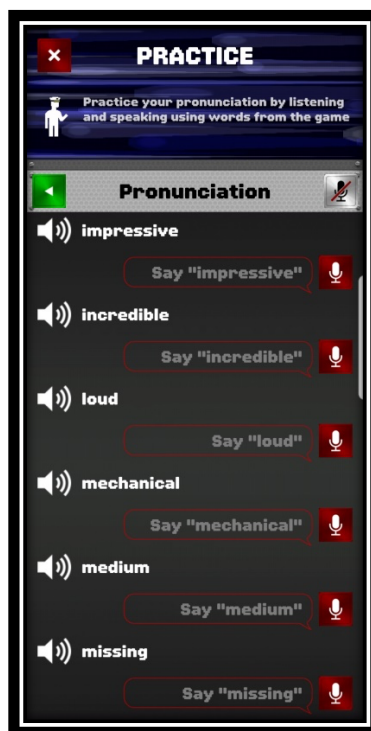 PRACTICE
Practice your pronunciation by listening
and speaking using words from the game
Pronunciation
impressive
Say "impressive"
incredible
Say "incredible"
loud
Say "loud"
mechanical
Say "mechanical"
medium
Say "medium"
missing
Say "missing"